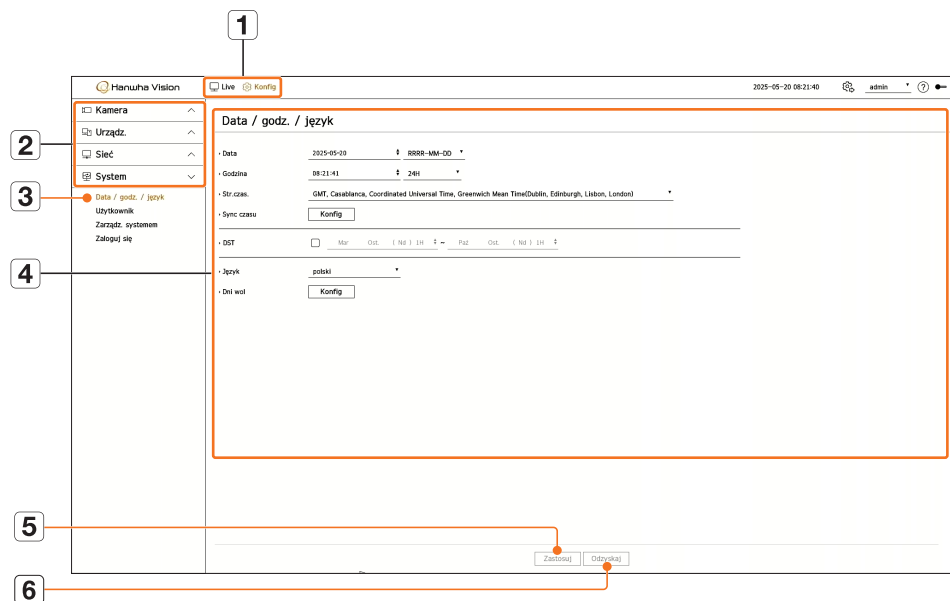 1
Hanwha Vision Live Konfig 2025-05-20 08:21:40 admin ?
Kamera
Urządz.
Sieć
System
2
Data / godz. / język
Użytkownik
Zarządz. systemem
Zaloguj się
3
Data / godz. / język
Data 2025-05-20 RRRR-MM-DD
Godzina 08:21:41 24H
Str.czas. GMT, Casablanca, Coordinated Universal Time, Greenwich Mean Time(Dublin, Edinburgh, Lisbon, London)
Sync czasu Konfig
DST Mar Ost. ( Nd ) 1H ~ Paź Ost. ( Nd ) 1H
4
Język polski
Dni wol Konfig
5
Zastosuj Odzyskaj
6